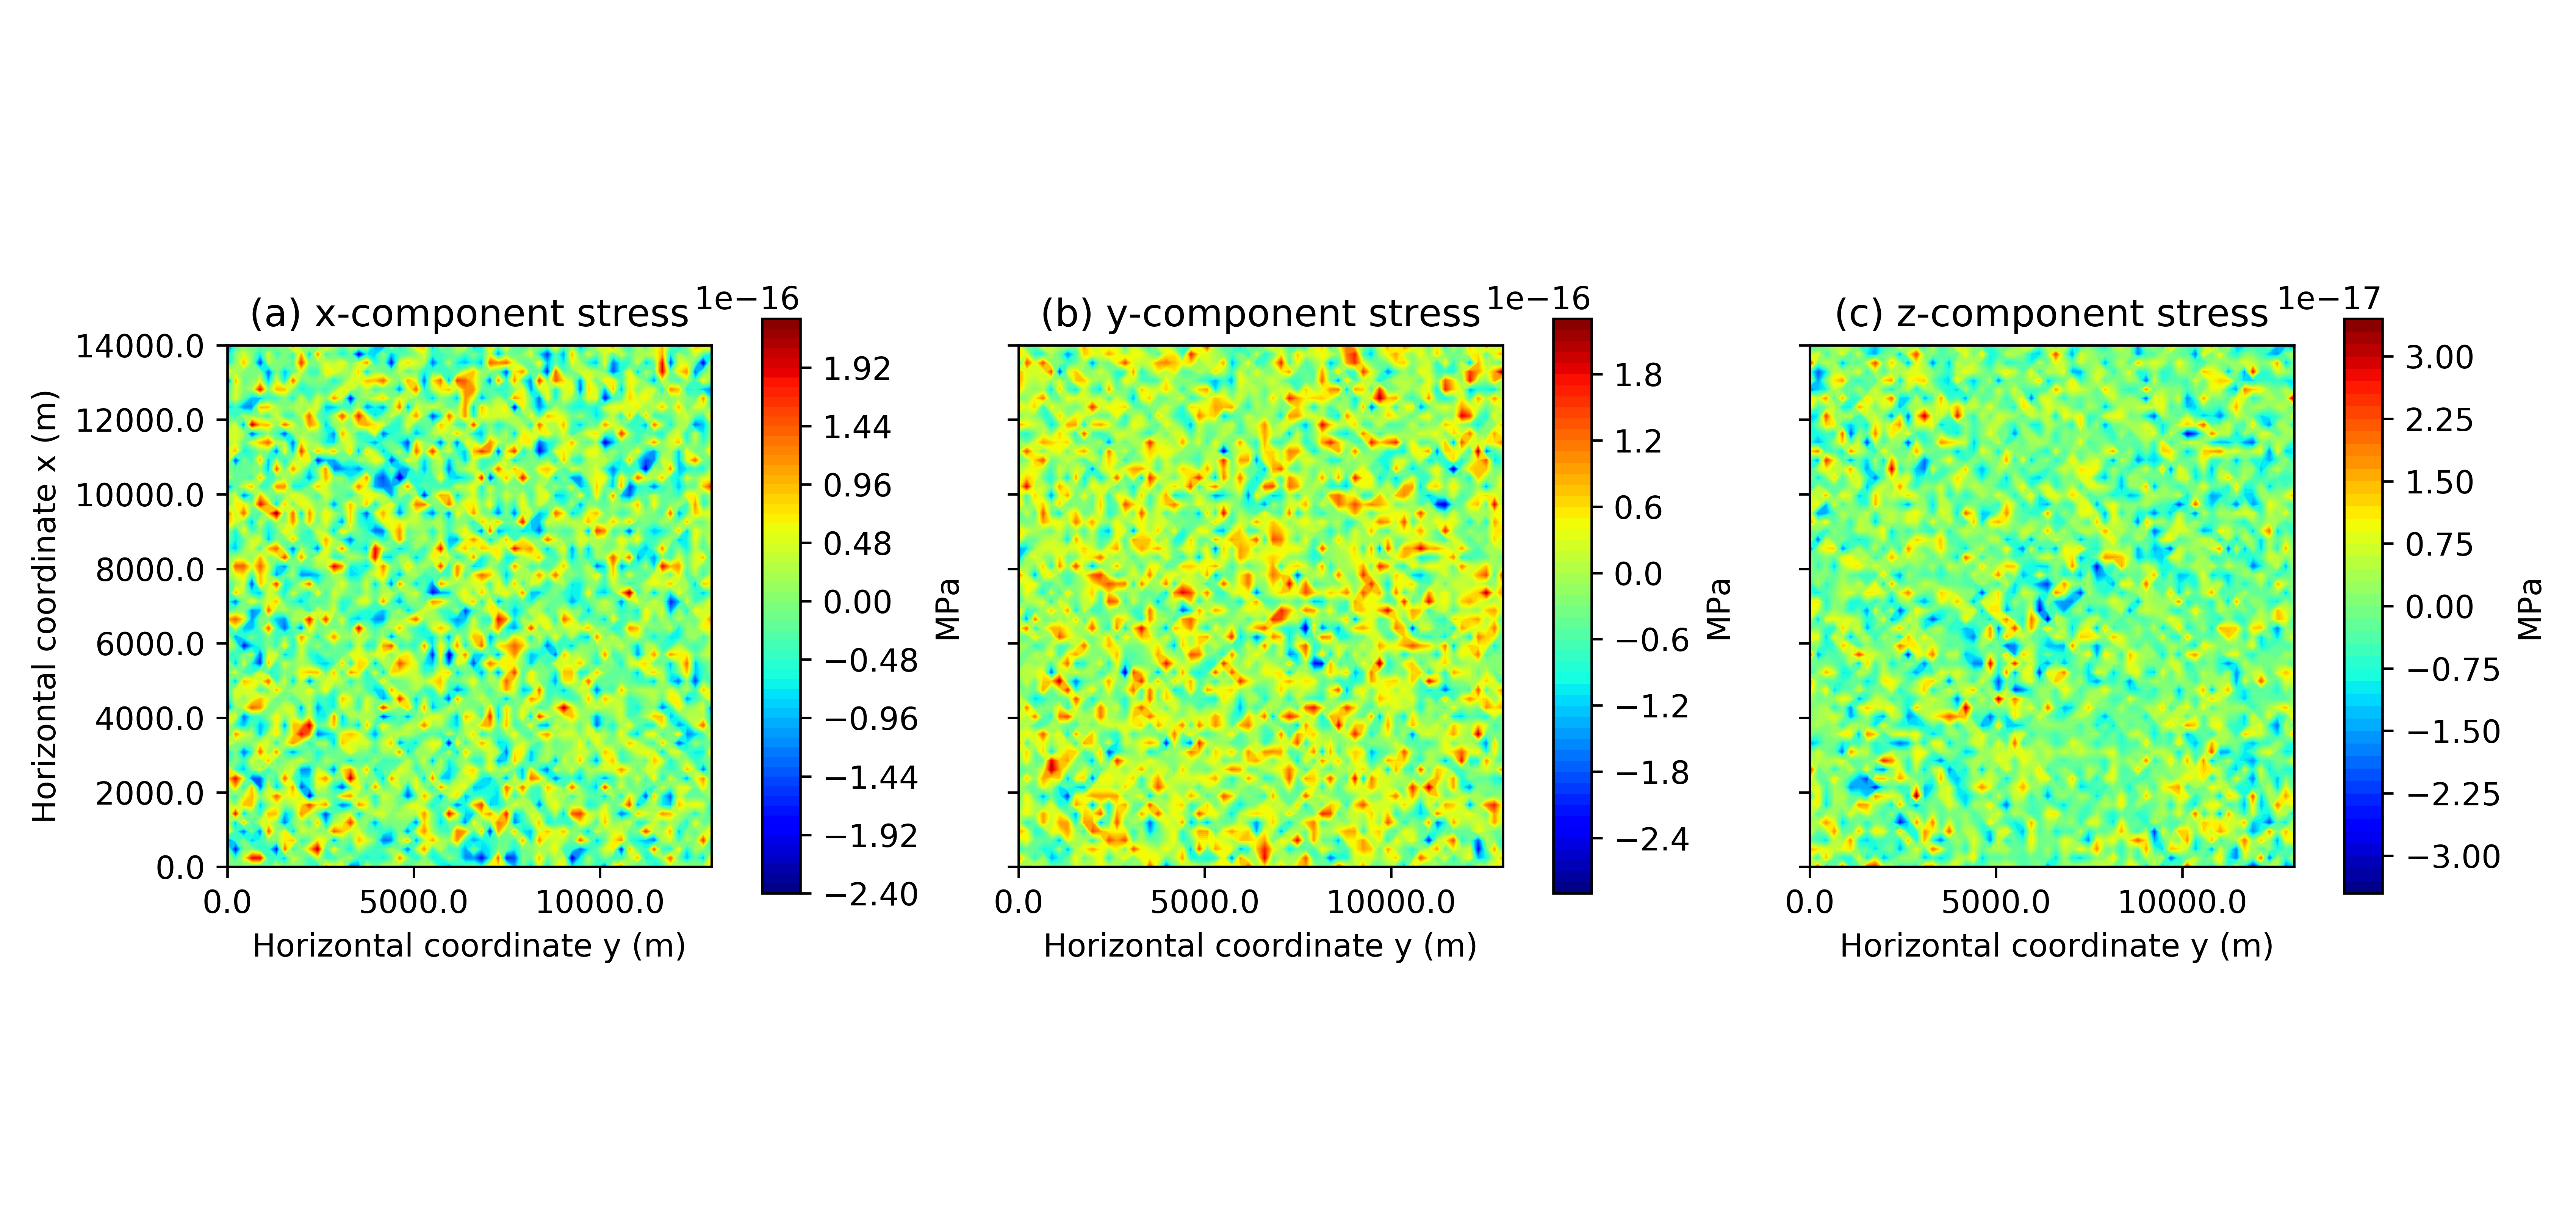 (a) x-component stress
1e−16
14000.0
12000.0
10000.0
8000.0
6000.0
4000.0
2000.0
0.0
Horizontal coordinate x (m)
0.0 5000.0 10000.0
Horizontal coordinate y (m)
1.92
1.44
0.96
0.48
0.00
−0.48
−0.96
−1.44
−1.92
−2.40
MPa
(b) y-component stress
1e−16
0.0 5000.0 10000.0
Horizontal coordinate y (m)
1.8
1.2
0.6
0.0
−0.6
−1.2
−1.8
−2.4
MPa
(c) z-component stress
1e−17
0.0 5000.0 10000.0
Horizontal coordinate y (m)
3.00
2.25
1.50
0.75
0.00
−0.75
−1.50
−2.25
−3.00
MPa